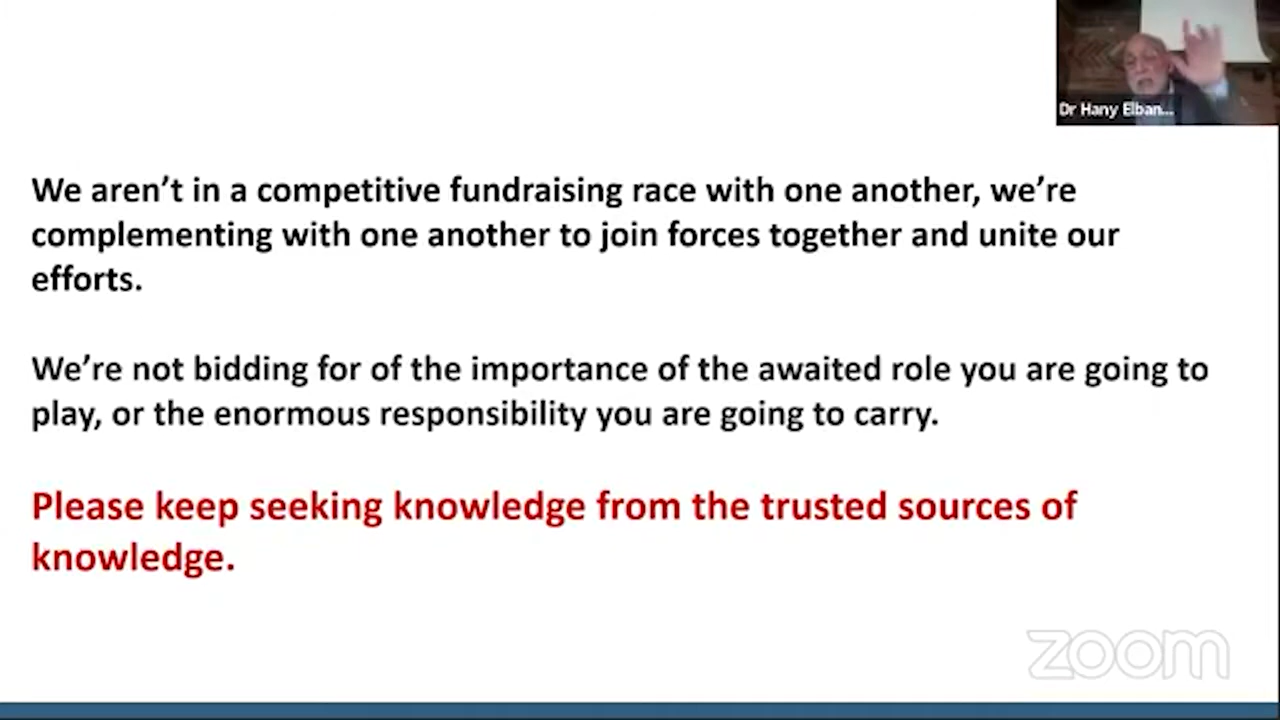 Dr Hany Elban...
We aren't in a competitive fundraising race with one another, we're
complementing with one another to join forces together and unite our
efforts.
We're not bidding for of the importance of the awaited role you are going to
play, or the enormous responsibility you are going to carry.
Please keep seeking knowledge from the trusted sources of
knowledge.
zoom